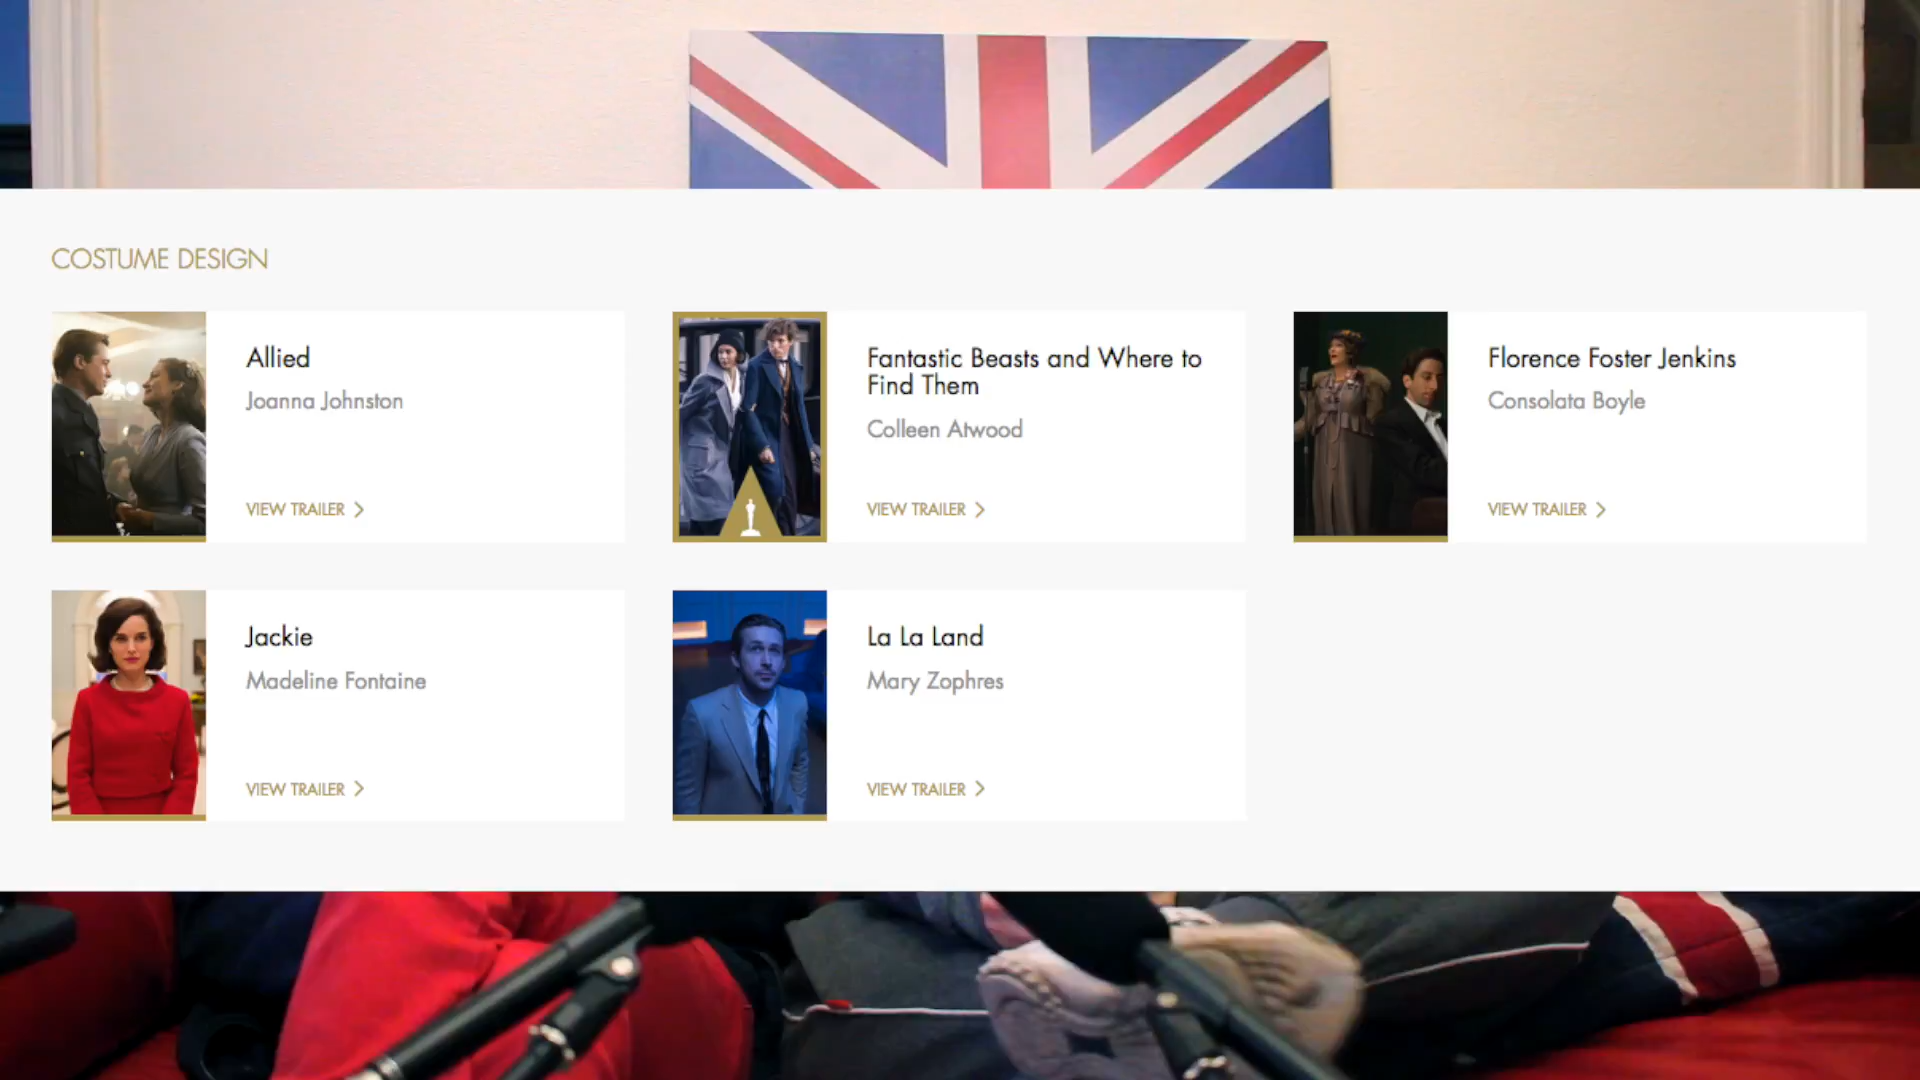 COSTUME DESIGN
Allied
Joanna Johnston
VIEW TRAILER
Fantastic Beasts and Where to
Find Them
Colleen Atwood
VIEW TRAILER
Florence Foster Jenkins
Consolata Boyle
VIEW TRAILER
Jackie
Madeline Fontaine
VIEW TRAILER
La La Land
Mary Zophres
VIEW TRAILER